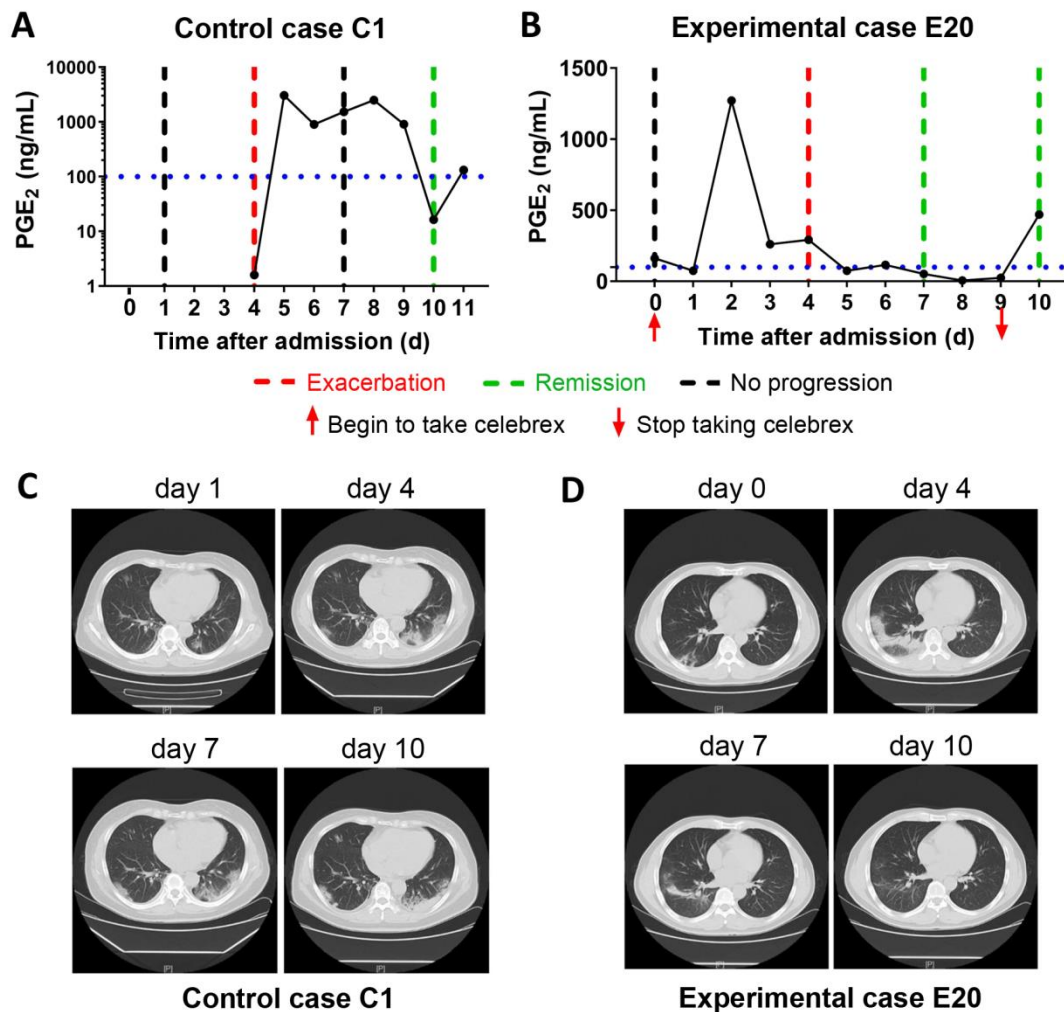 A
Control case C1
PGE₂ (ng/mL)
10000
1000
100
10
1
0 1 2 3 4 5 6 7 8 9 10 11
Time after admission (d)
B
Experimental case E20
PGE₂ (ng/mL)
1500
1000
500
0
0 1 2 3 4 5 6 7 8 9 10
Time after admission (d)
Exacerbation Remission No progression
Begin to take celebrex Stop taking celebrex
C
day 1 day 4
[P] [P]
day 7 day 10
[P] [P]
Control case C1
D
day 0 day 4
[P] [P]
day 7 day 10
[P] [P]
Experimental case E20